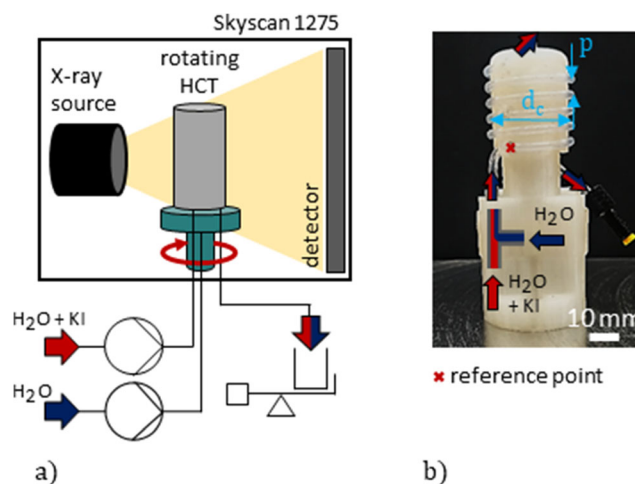 Skyscan 1275
rotating
HCT
X-ray
source
detector
H2O + KI
H2O
a)
p
dc
H2O
H2O
+ KI
10 mm
× reference point
b)